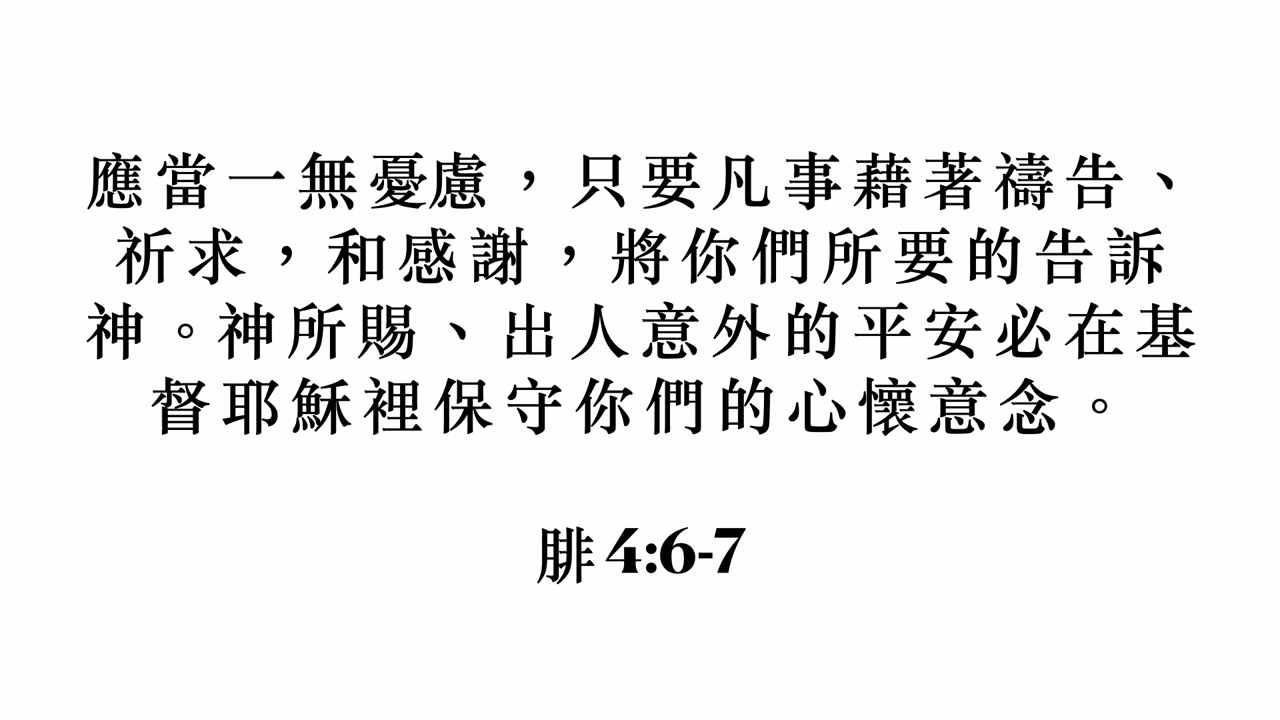 應當一無憂慮，只要凡事藉著禱告、
祈求，和感謝，將你們所要的告訴
神。神所賜、出人意外的平安必在基
督耶穌裡保守你們的心懷意念。
腓 4:6-7